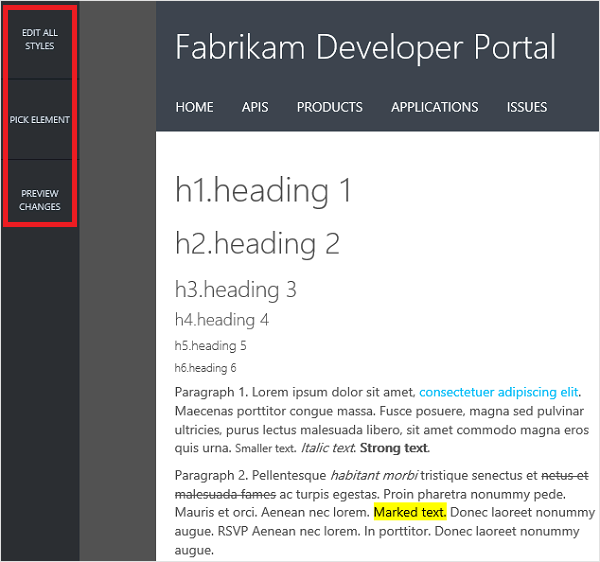 EDIT ALL
STYLES
PICK ELEMENT
PREVIEW
CHANGES
Fabrikam Developer Portal
HOME APIS PRODUCTS APPLICATIONS ISSUES
h1.heading 1
h2.heading 2
h3.heading 3
h4.heading 4
h5.heading 5
h6.heading 6
Paragraph 1. Lorem ipsum dolor sit amet, consectetuer adipiscing elit.
Maecenas porttitor congue massa. Fusce posuere, magna sed pulvinar
ultricies, purus lectus malesuada libero, sit amet commodo magna eros
quis urna. Smaller text. Italic text. Strong text.
Paragraph 2. Pellentesque habitant morbi tristique senectus et netus et
malesuada fames ac turpis egestas. Proin pharetra nonummy pede.
Mauris et orci. Aenean nec lorem. Marked text. Donec laoreet nonummy
augue. RSVP Aenean nec lorem. In porttitor. Donec laoreet nonummy
augue.